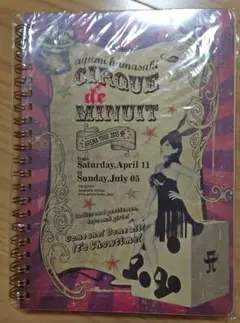 ayumi hamasaki
CIRQUE
de
MINUIT
ARENA TOUR 2015 A
from
Saturday, April 11
to
Sunday, July 05
Ladies and gentlemen,
boys and girls!
Come one! Come all!
It's Showtime!
A